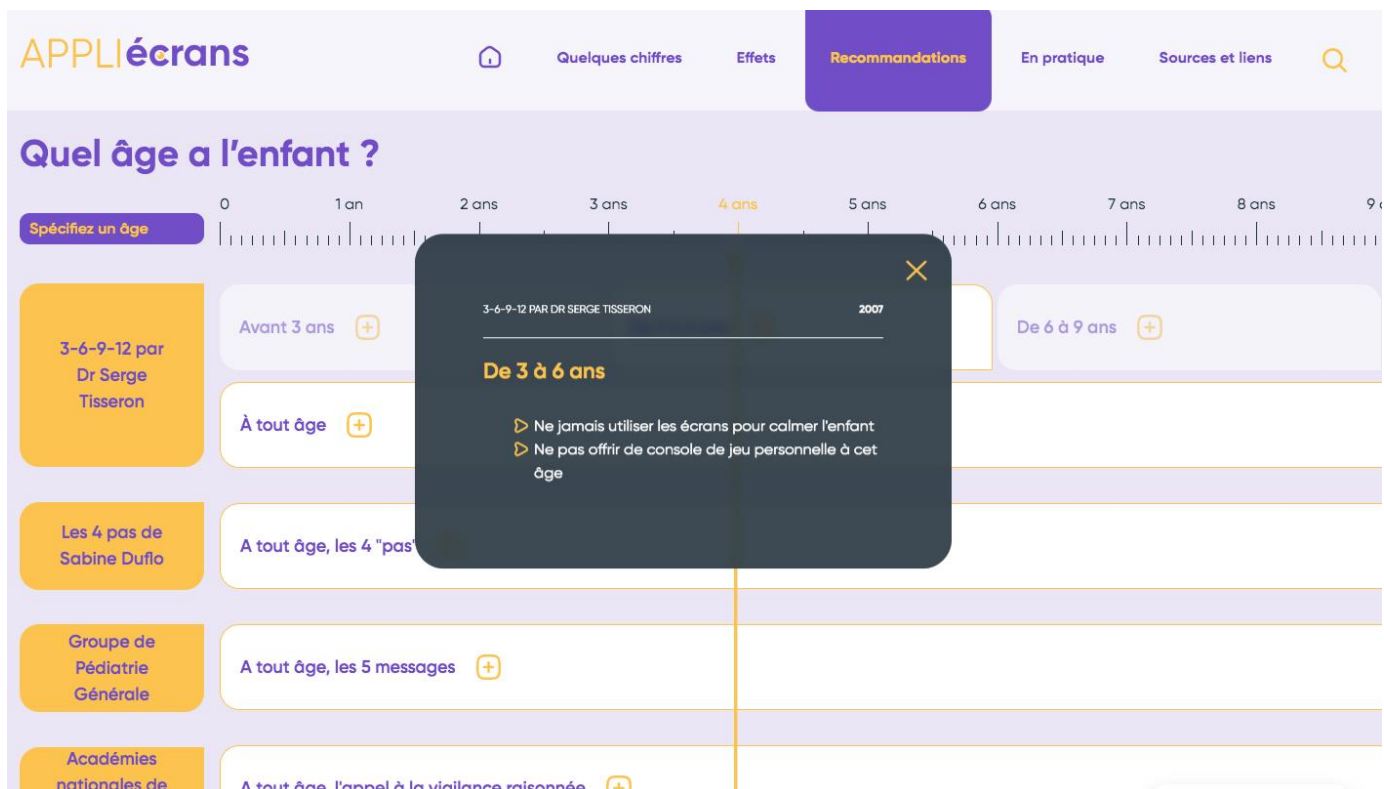 APPLIécrans
Quelques chiffres
Effets
Recommandations
En pratique
Sources et liens
Quel âge a l'enfant ?
0
1 an
2 ans
3 ans
4 ans
5 ans
6 ans
7 ans
8 ans
9
Spécifiez un âge
3-6-9-12 par
Dr Serge
Tisseron
Avant 3 ans
De 6 à 9 ans
À tout âge
3-6-9-12 PAR DR SERGE TISSERON
2007
De 3 à 6 ans
Ne jamais utiliser les écrans pour calmer l'enfant
Ne pas offrir de console de jeu personnelle à cet
âge
Les 4 pas de
Sabine Duflo
A tout âge, les 4 "pas"
Groupe de
Pédiatrie
Générale
A tout âge, les 5 messages
Académies
nationales de
A tout âge, l'appel à la vigilance raisonnée